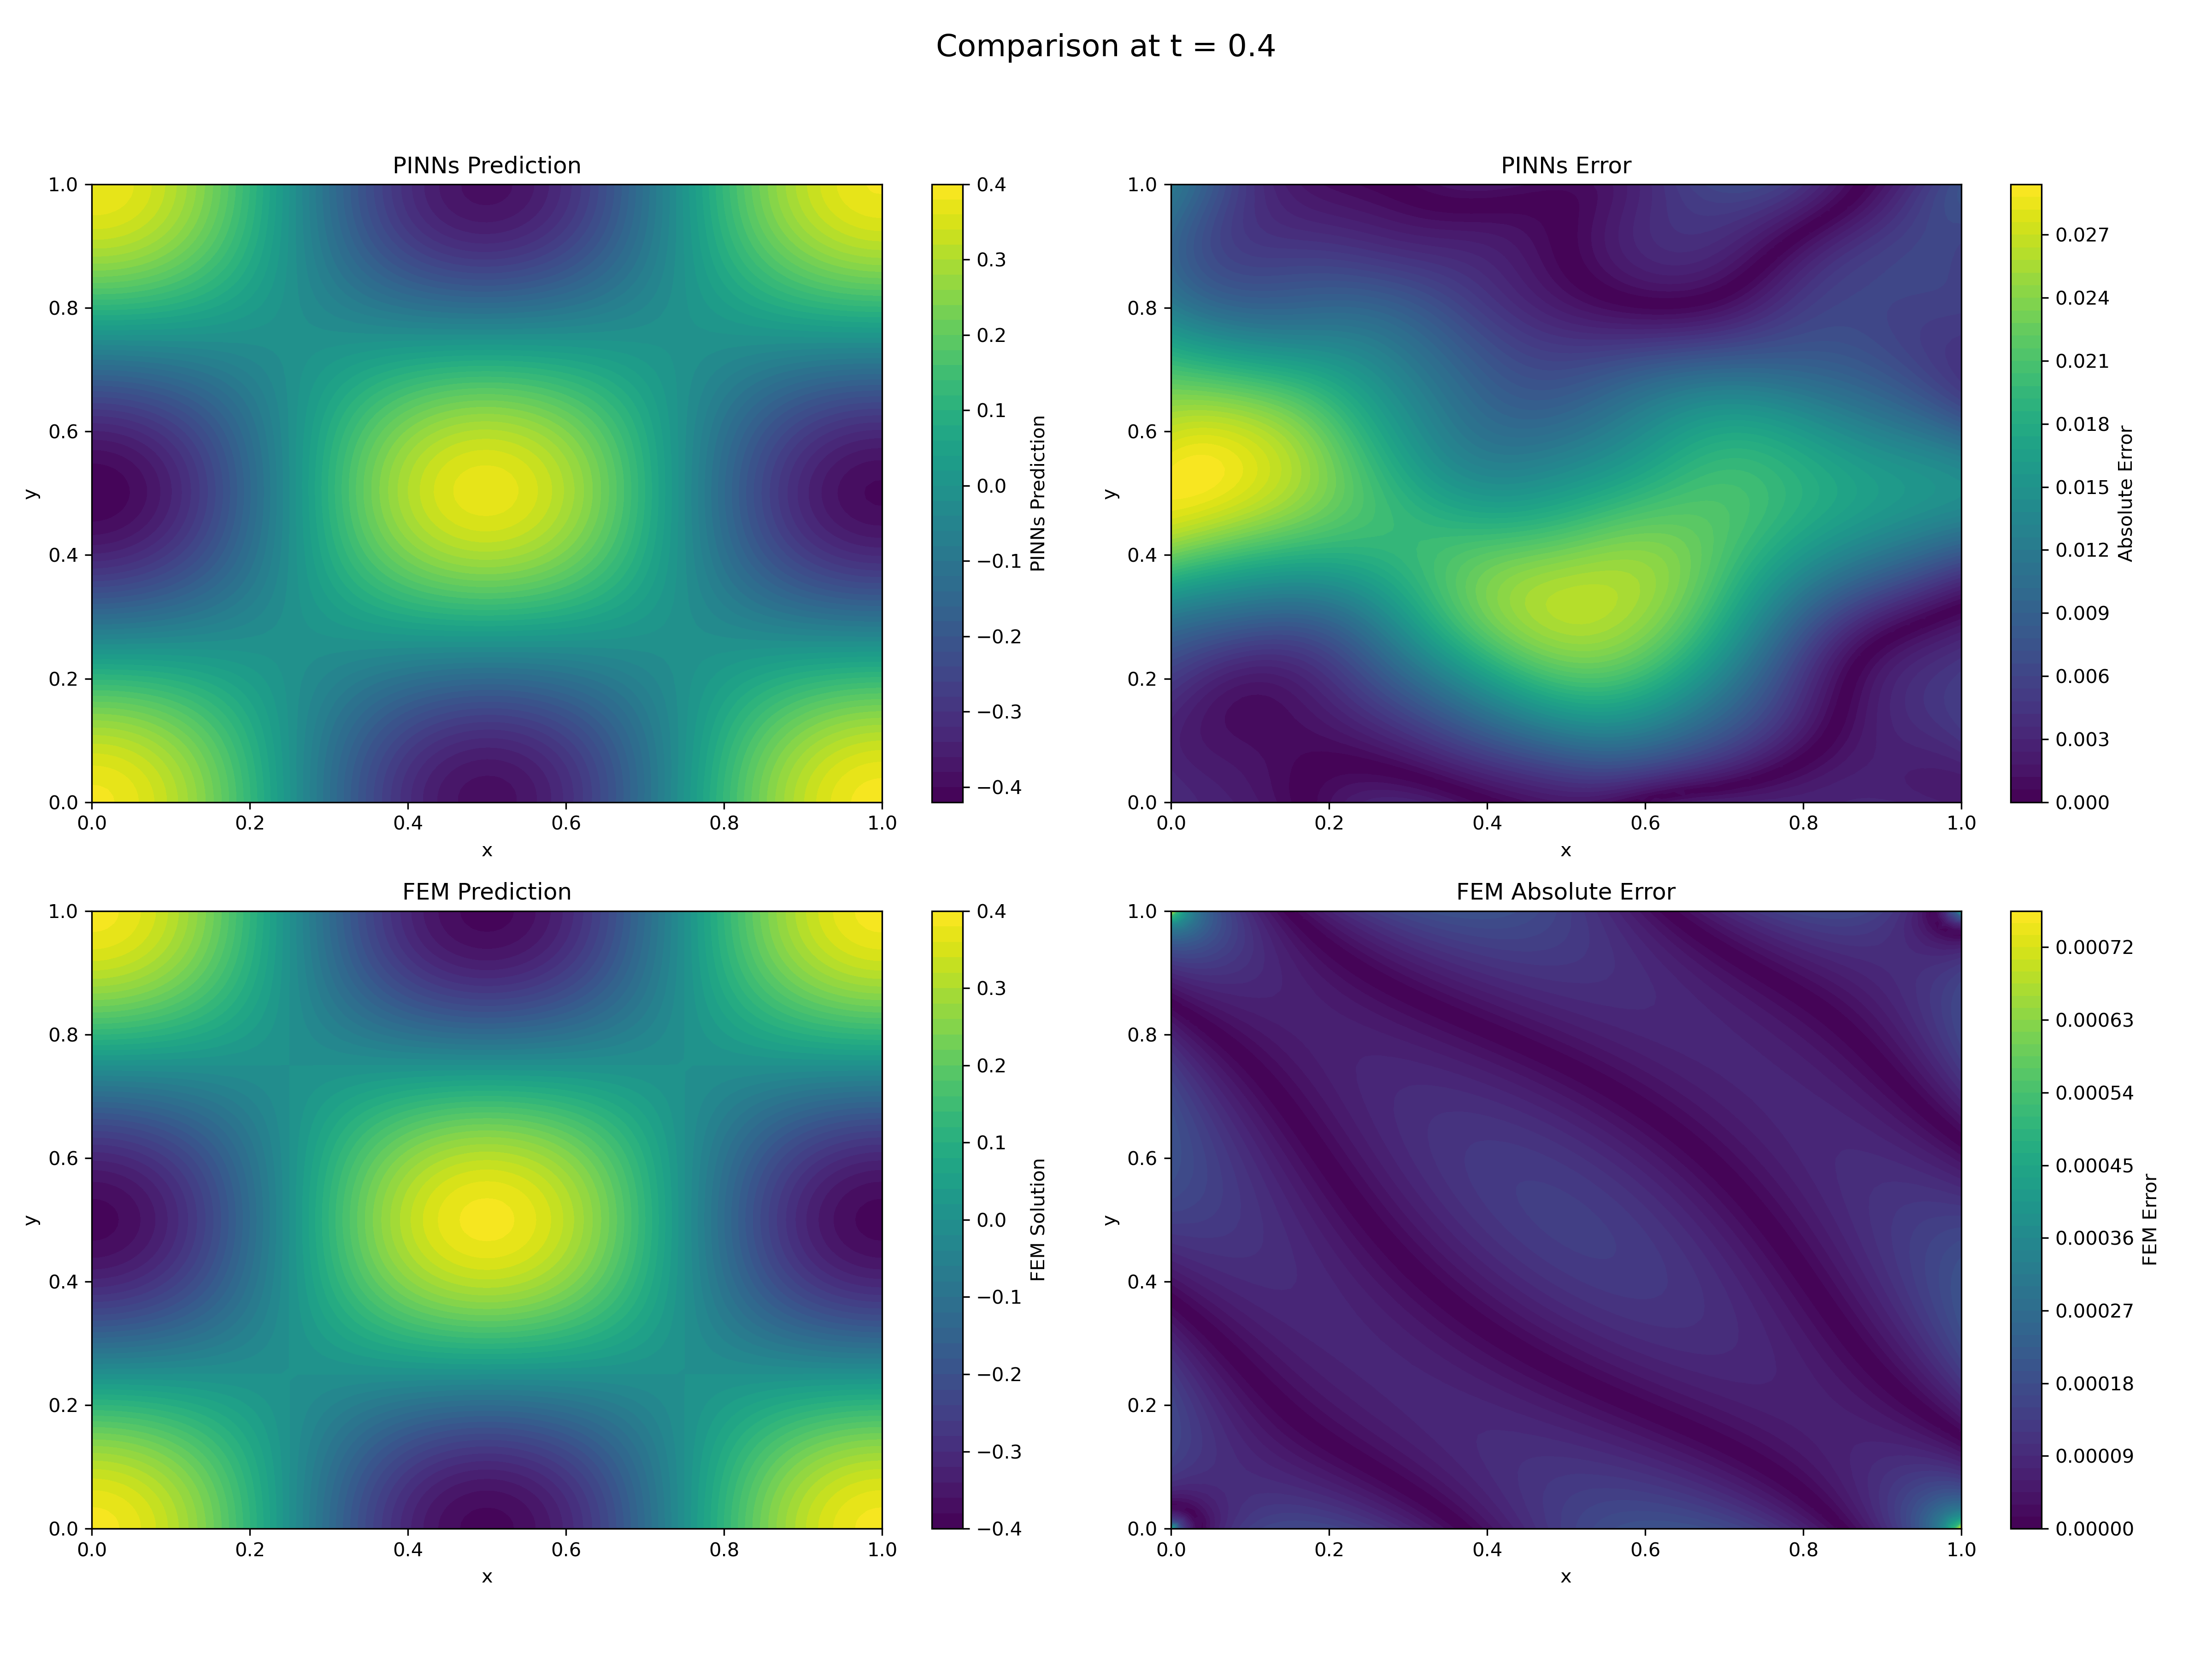 Comparison at t = 0.4
PINNs Prediction
1.0
0.8
0.6
0.4
0.2
0.0
y
0.0 0.2 0.4 0.6 0.8 1.0
x
0.4
0.3
0.2
0.1
0.0
−0.1
−0.2
−0.3
−0.4
PINNs Prediction
PINNs Error
1.0
0.8
0.6
0.4
0.2
0.0
y
0.0 0.2 0.4 0.6 0.8 1.0
x
0.027
0.024
0.021
0.018
0.015
0.012
0.009
0.006
0.003
0.000
Absolute Error
FEM Prediction
1.0
0.8
0.6
0.4
0.2
0.0
y
0.0 0.2 0.4 0.6 0.8 1.0
x
0.4
0.3
0.2
0.1
0.0
−0.1
−0.2
−0.3
−0.4
FEM Solution
FEM Absolute Error
1.0
0.8
0.6
0.4
0.2
0.0
y
0.0 0.2 0.4 0.6 0.8 1.0
x
0.00072
0.00063
0.00054
0.00045
0.00036
0.00027
0.00018
0.00009
0.00000
FEM Error